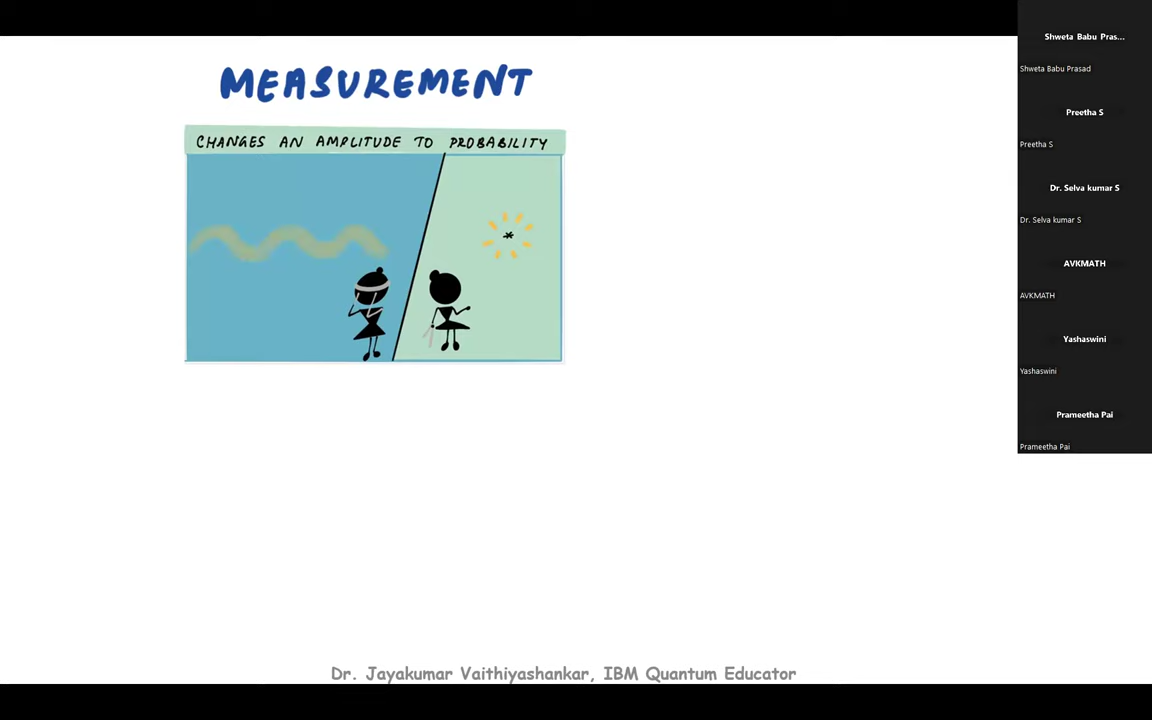 MEASUREMENT
CHANGES AN AMPLITUDE TO PROBABILITY
Dr. Jayakumar Vaithiyashankar, IBM Quantum Educator
Shweta Babu Pras...
Shweta Babu Prasad
Preetha S
Preetha S
Dr. Selva kumar S
Dr. Selva kumar S
AVKMATH
AVKMATH
Yashaswini
Yashaswini
Prameetha Pai
Prameetha Pai